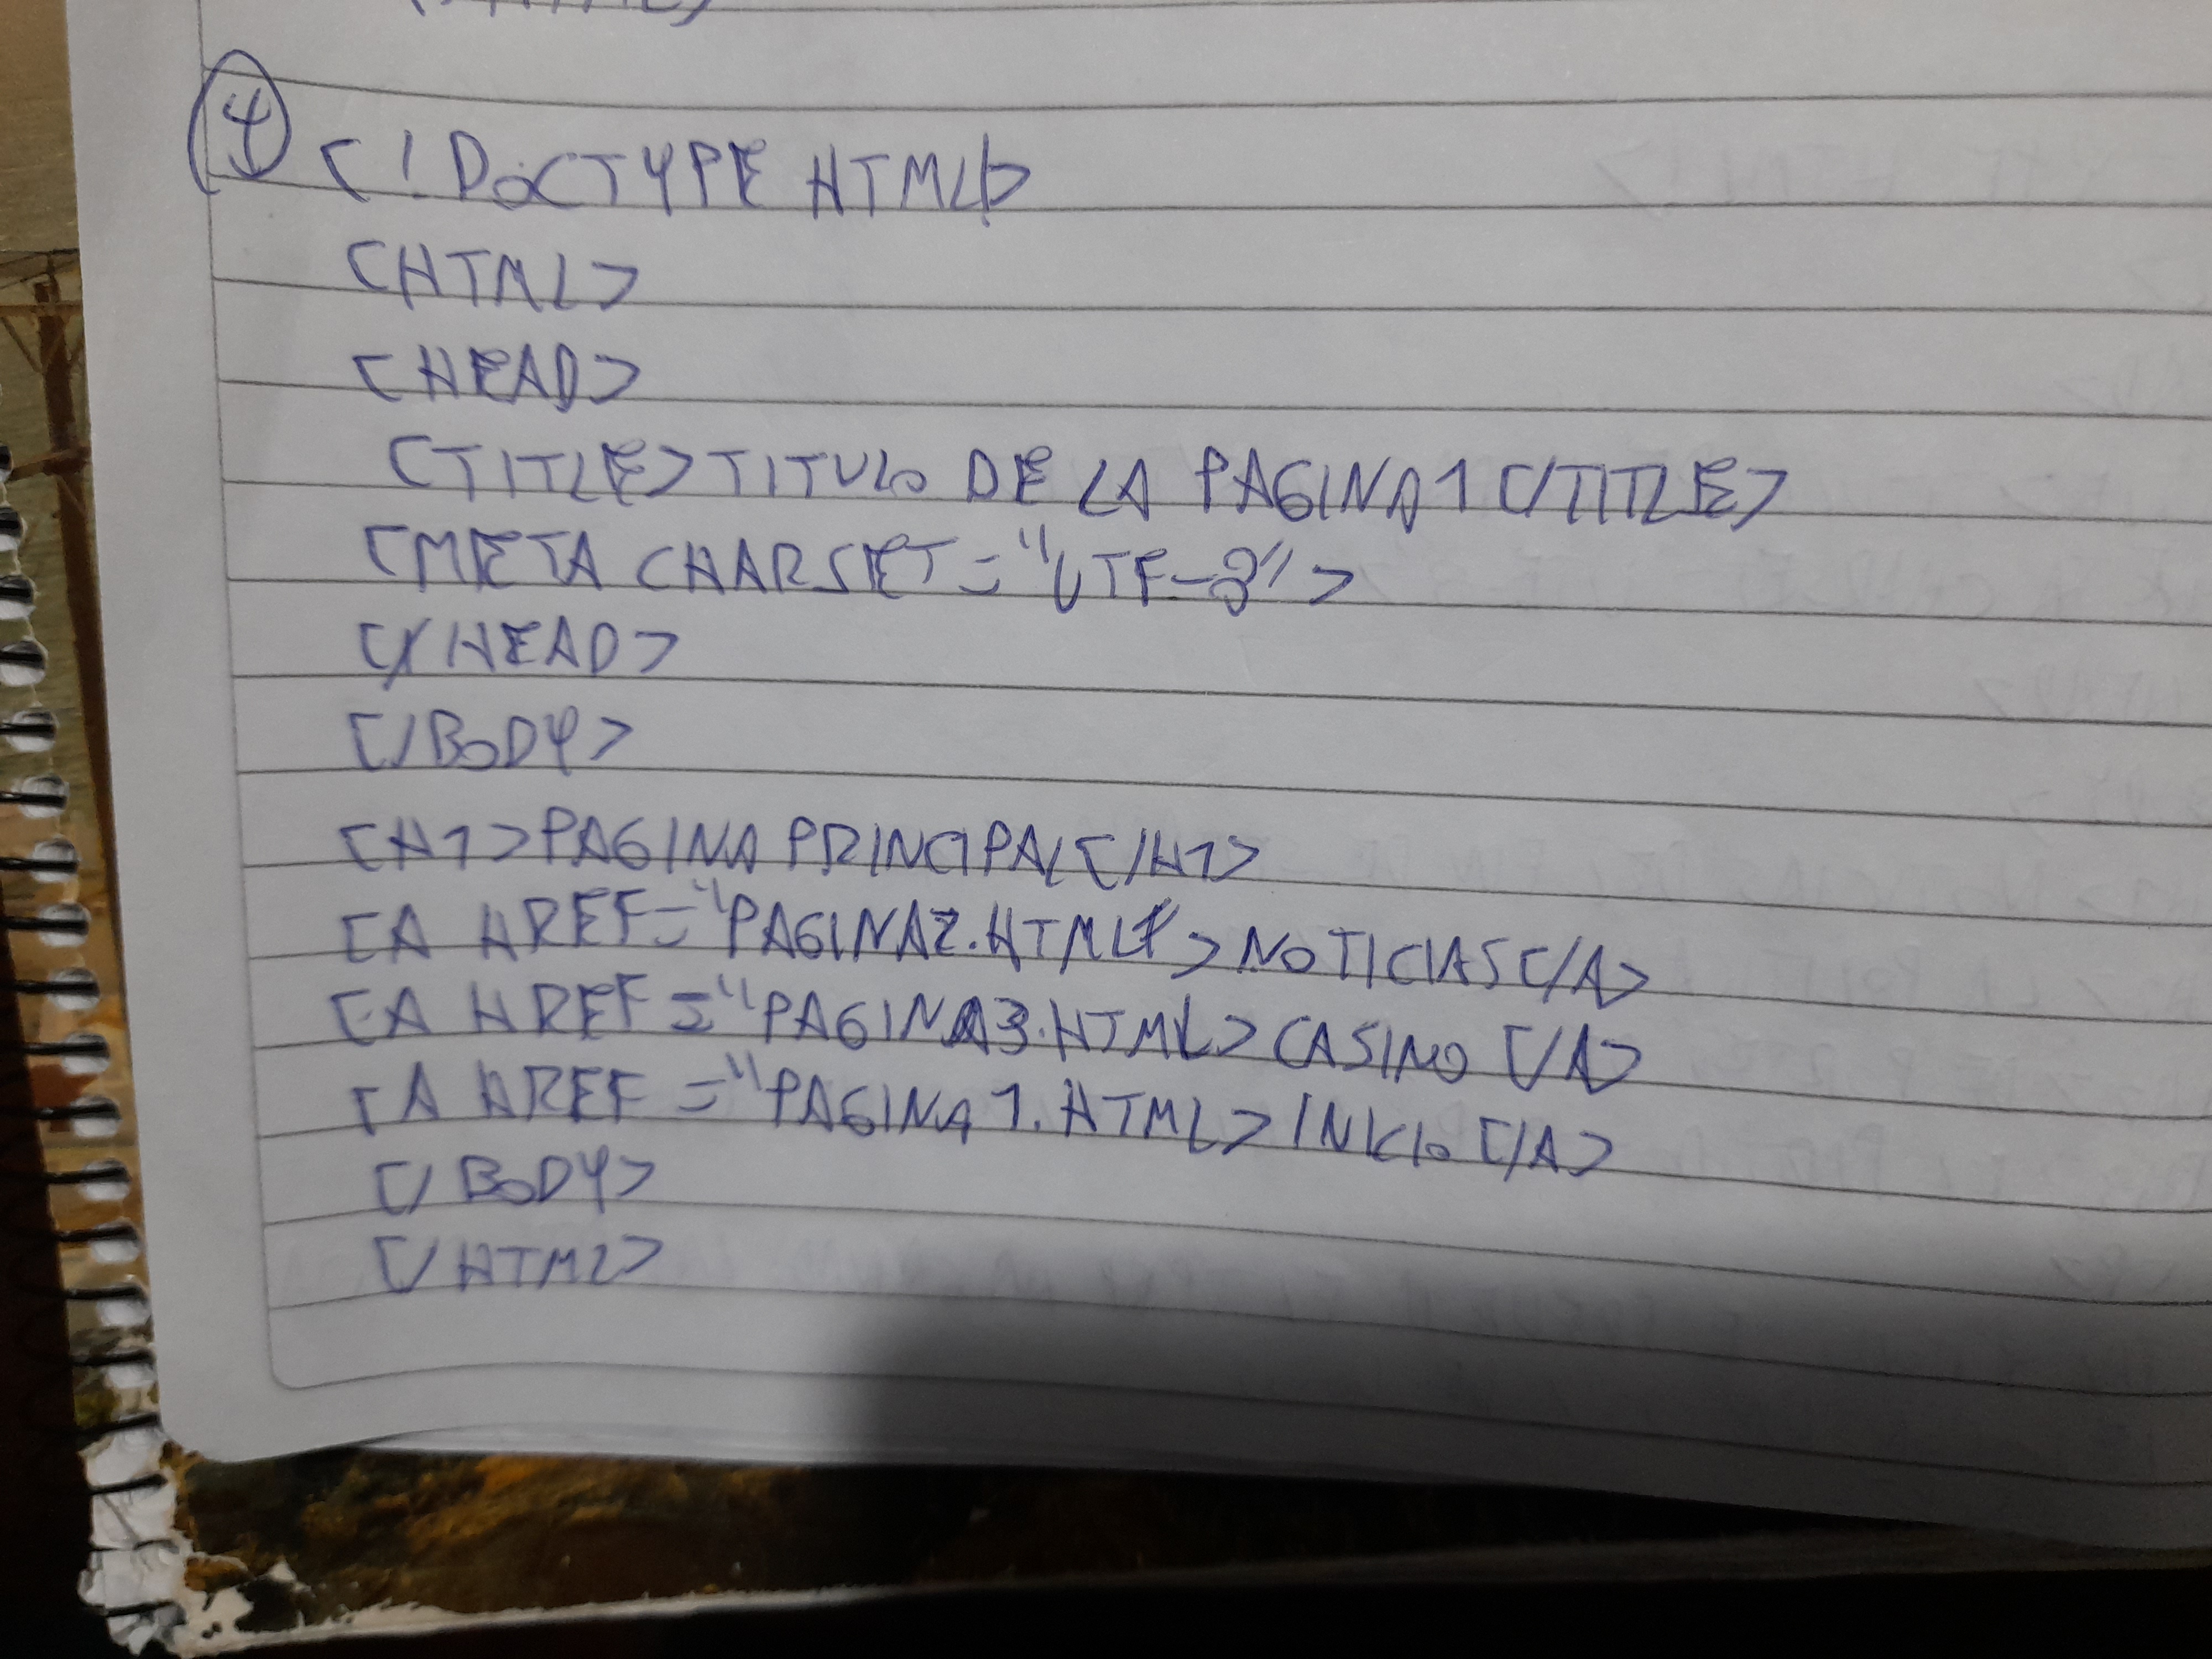 4 <!DOCTYPE HTML>
<HTML>
<HEAD>
<TITLE>TITULO DE LA PAGINA 1</TITLE>
<META CHARSET="UTF-8">
</HEAD>
</BODY>
<H1>PAGINA PRINCIPAL</H1>
<A HREF="PAGINA2.HTML">NOTICIAS</A>
<A HREF="PAGINA3.HTML>CASINO</A>
<A HREF="PAGINA1.HTML>INICIO</A>
</BODY>
</HTML>